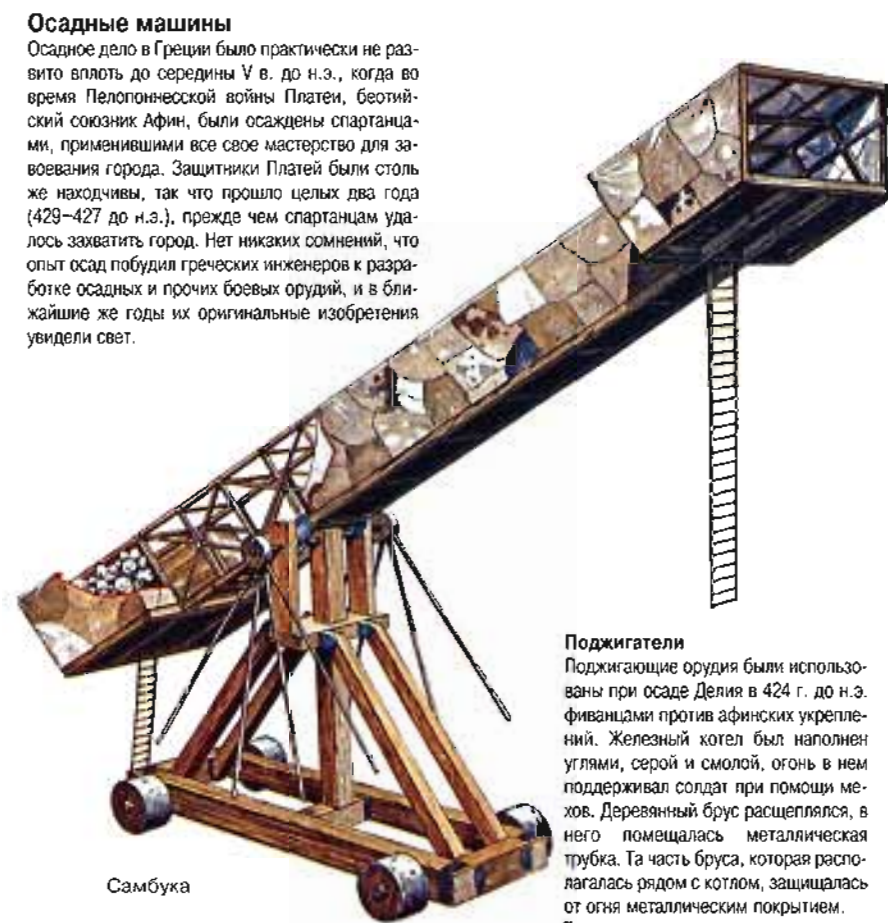 Осадные машины
Осадное дело в Греции было практически не раз-
вито вплоть до середины V в. до н.э., когда во
время Пелопоннесской войны Платеи, беотий-
ский союзник Афин, были осаждены спартанца-
ми, применившими все свое мастерство для за-
воевания города. Защитники Платей были столь
же находчивы, так что прошло целых два года
(429–427 до н.э.), прежде чем спартанцам уда-
лось захватить город. Нет никаких сомнений, что
опыт осад побудил греческих инженеров к разра-
ботке осадных и прочих боевых орудий, и в бли-
жайшие же годы их оригинальные изобретения
увидели свет.
Поджигатели
Поджигающие орудия были использо-
ваны при осаде Делия в 424 г. до н.э.
фиванцами против афинских укрепле-
ний. Железный котел был наполнен
углями, серой и смолой, огонь в нем
поддерживал солдат при помощи ме-
хов. Деревянный брус расщеплялся, в
него помещалась металлическая
трубка. Та часть бруса, которая распо-
лагалась рядом с котлом, защищалась
от огня металлическим покрытием.
Самбука